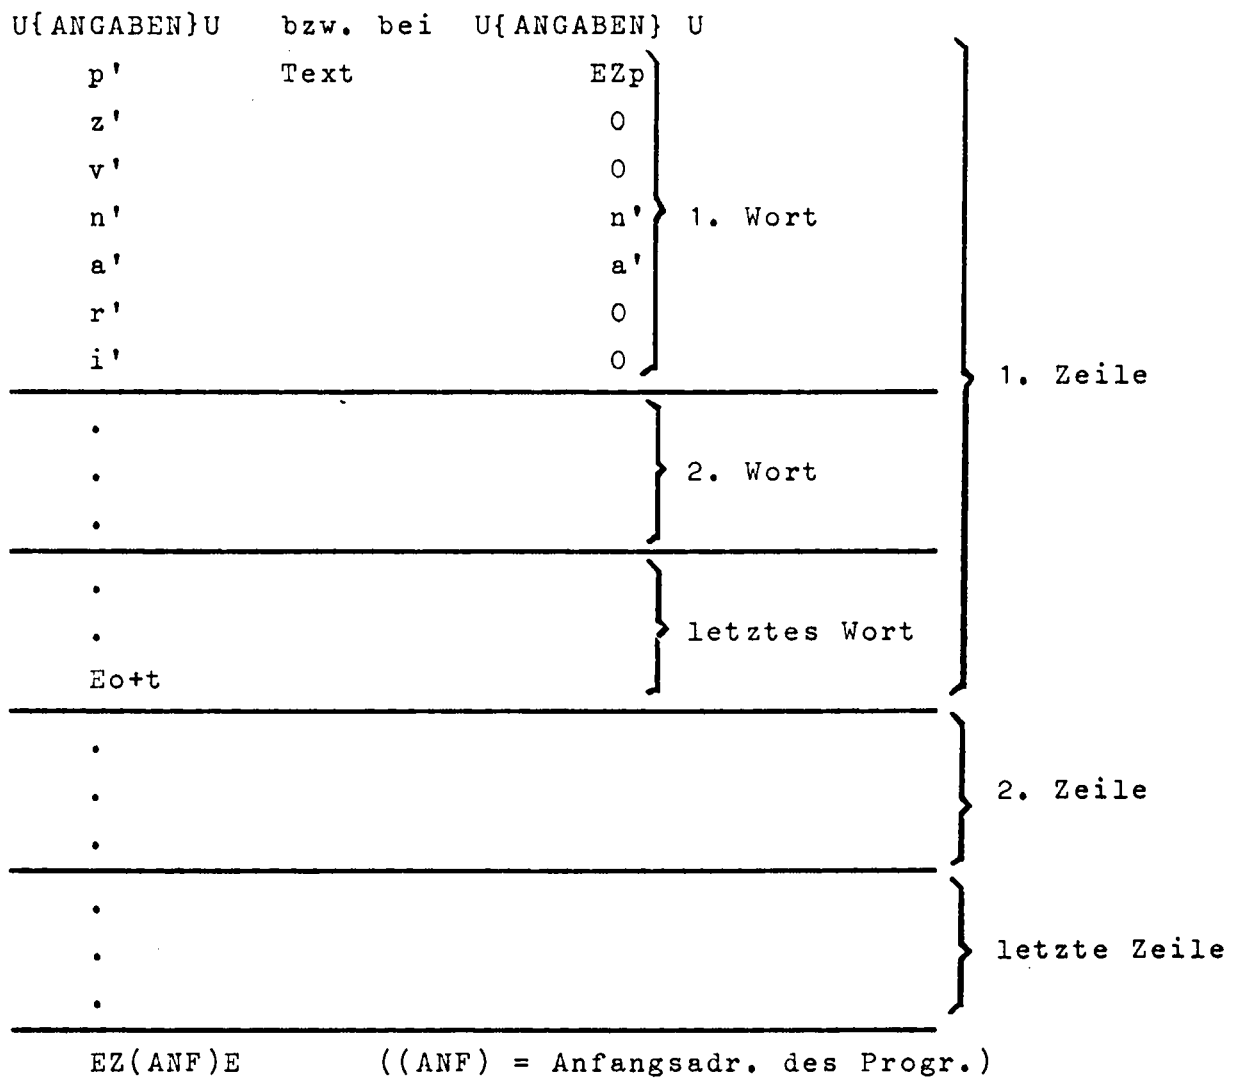 U{ANGABEN}U bzw. bei U{ANGABEN} U
p' Text EZp
z' 0
v' 0
n' n' 1. Wort
a' a'
r' 0
i' 0
1. Zeile
.
. 2. Wort
.
.
. letztes Wort
Eo+t
.
. 2. Zeile
.
.
. letzte Zeile
.
EZ(ANF)E ((ANF) = Anfangsadr. des Progr.)